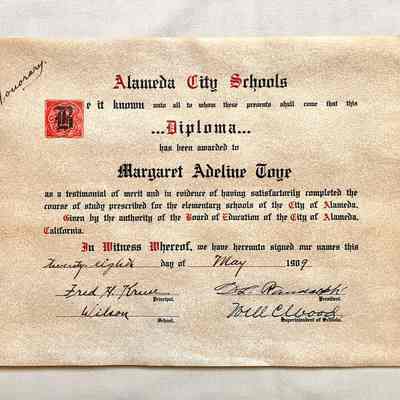 Honorary.
Alameda City Schools
Be it known unto all to whom these presents shall come that this
...Diploma...
has been awarded to
Margaret Adeline Toye
as a testimonial of merit and in evidence of having satisfactorily completed the
course of study prescribed for the elementary schools of the City of Alameda,
Given by the authority of the Board of Education of the City of Alameda,
California.
In Witness Whereof, we have hereunto signed our names this
twenty eighth day of May 1909
Fred H. Krue
Principal.
President.
Wilson
School.
Will C Wood
Superintendent of Schools.